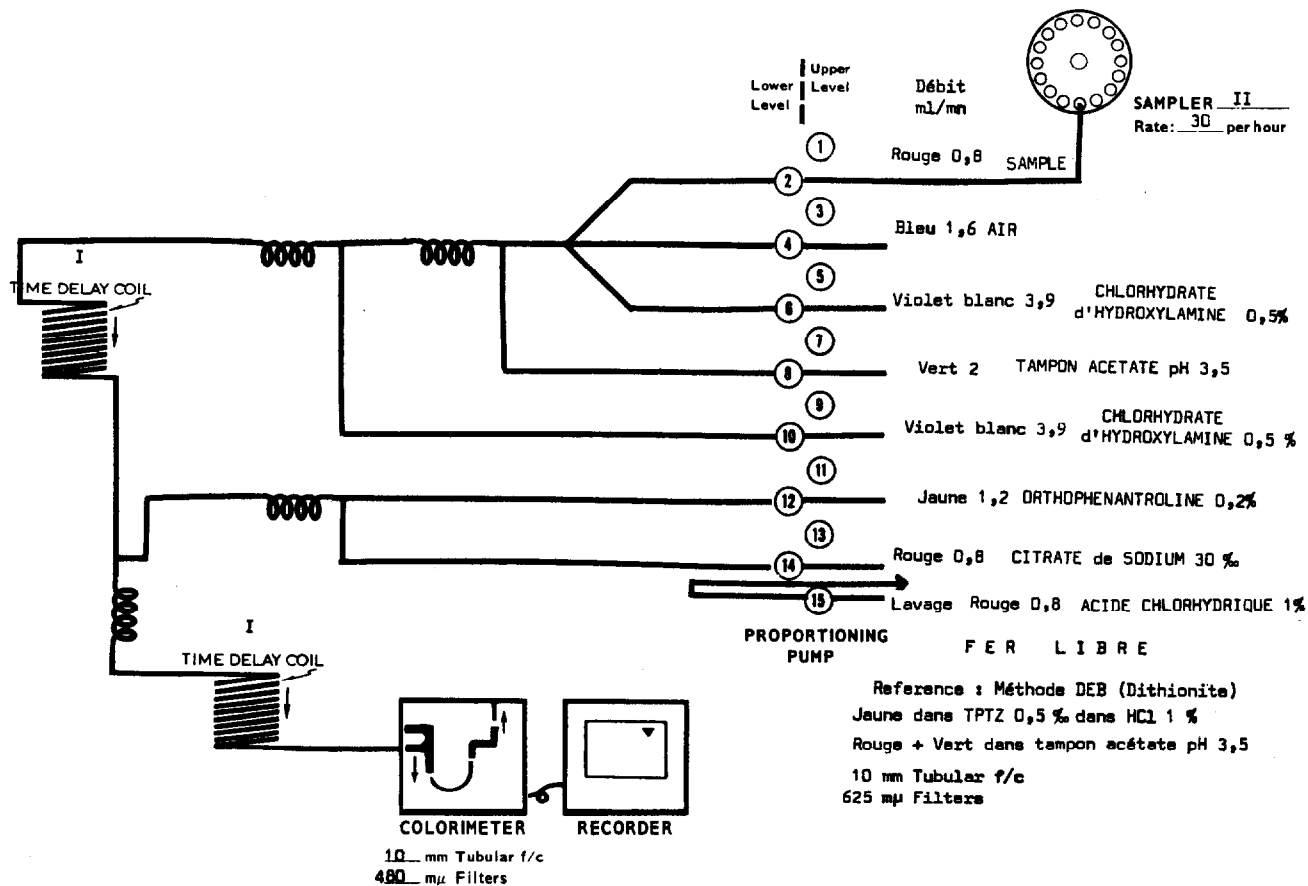 Upper
Lower Level
Level
Débit
ml/mn
SAMPLER II
Rate: 30 per hour
1
Rouge 0,8 SAMPLE
2
3
4
Bleu 1,6 AIR
I
5
TIME DELAY COIL
6
Violet blanc 3,9 CHLORHYDRATE
d'HYDROXYLAMINE 0,5%
7
8
Vert 2 TAMPON ACETATE pH 3,5
9
10
Violet blanc 3,9 CHLORHYDRATE
d'HYDROXYLAMINE 0,5 %
11
12
Jaune 1,2 ORTHOPHENANTROLINE 0,2%
13
14
Rouge 0,8 CITRATE de SODIUM 30 ‰
15
Lavage Rouge 0,8 ACIDE CHLORHYDRIQUE 1%
PROPORTIONING
PUMP
FER LIBRE
I
TIME DELAY COIL
Reference : Méthode DEB (Dithionite)
Jaune dans TPTZ 0,5 ‰ dans HCl 1 %
Rouge + Vert dans tampon acétate pH 3,5
10 mm Tubular f/c
625 mμ Filters
COLORIMETER
RECORDER
10 mm Tubular f/c
480 mμ Filters